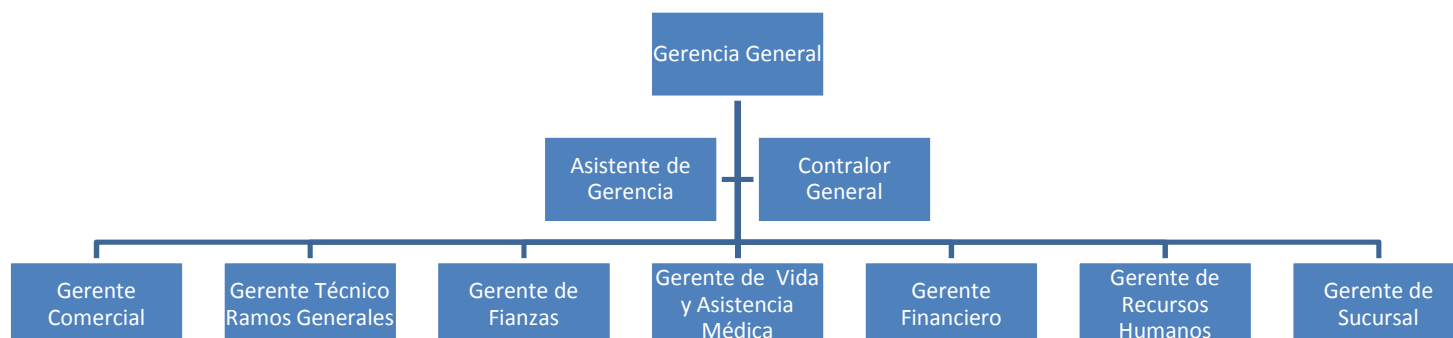 Gerencia General
Asistente de
Gerencia
Contralor
General
Gerente
Comercial
Gerente Técnico
Ramos Generales
Gerente de
Fianzas
Gerente de  Vida
y Asistencia
Médica
Gerente
Financiero
Gerente de
Recursos
Humanos
Gerente de
Sucursal